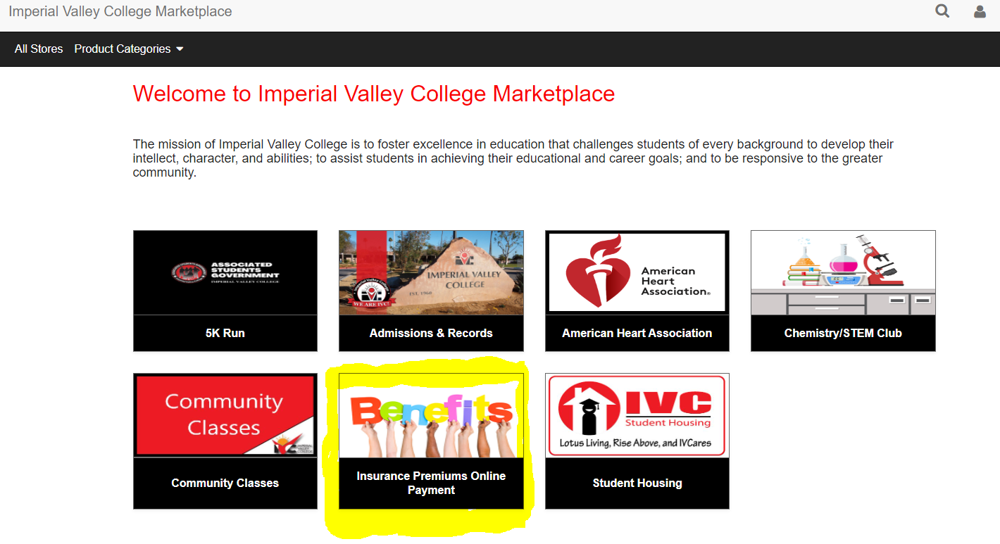 Imperial Valley College Marketplace
All Stores Product Categories
Welcome to Imperial Valley College Marketplace
The mission of Imperial Valley College is to foster excellence in education that challenges students of every background to develop their
intellect, character, and abilities; to assist students in achieving their educational and career goals; and to be responsive to the greater
community.
ASSOCIATED
STUDENTS
GOVERNMENT
IMPERIAL VALLEY COLLEGE
5K Run
IMPERIAL VALLEY
COLLEGE
EST. 1960
WE ARE IVC!
Admissions & Records
American
Heart
Association®
American Heart Association
Chemistry/STEM Club
Community
Classes
IMPERIAL
VALLEY
COLLEGE
Community Classes
Benefits
Insurance Premiums Online
Payment
IVC
Student Housing
Lotus Living, Rise Above, and IVCares
Student Housing